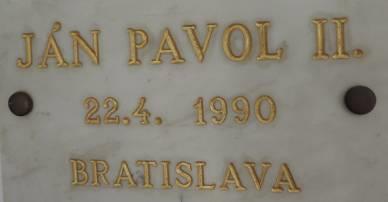 JÁN PAVOL II.
22.4. 1990
BRATISLAVA